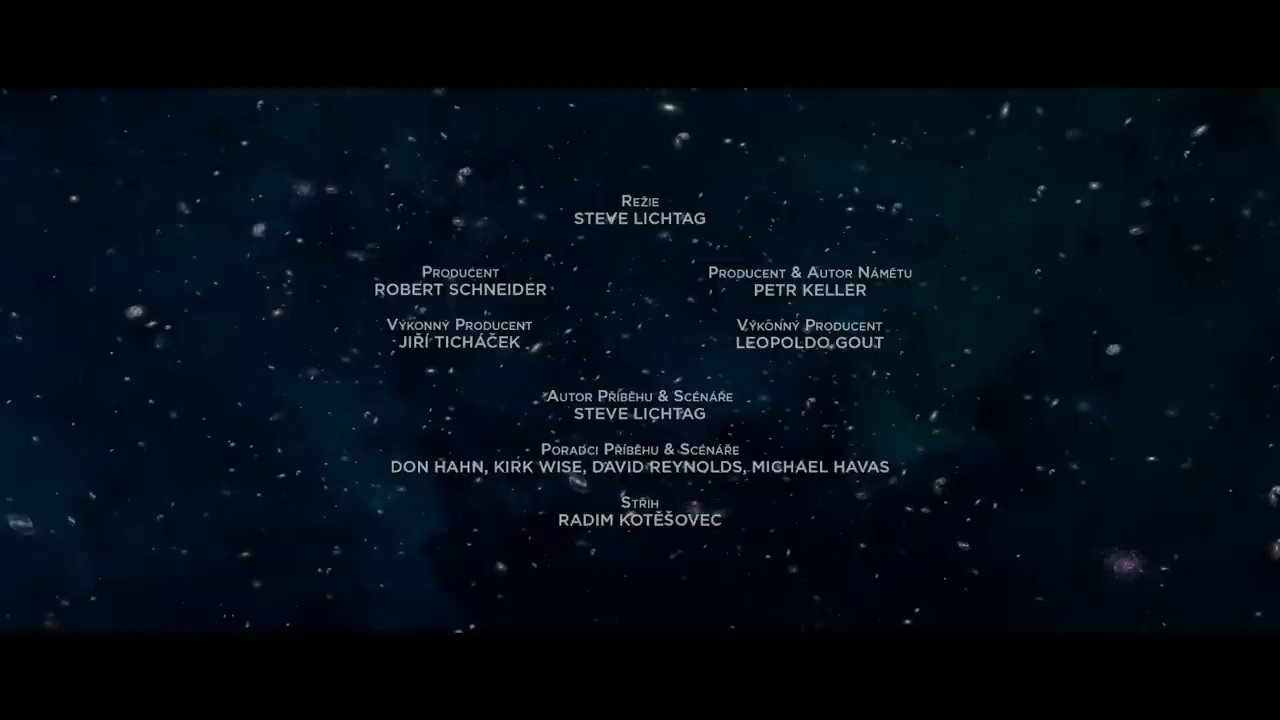 Režie
STEVE LICHTAG
Producent
ROBERT SCHNEIDER
Producent & Autor Námětu
PETR KELLER
Výkonný Producent
JIŘÍ TICHÁČEK
Výkonný Producent
LEOPOLDO GOUT
Autor Příběhu & Scénáře
STEVE LICHTAG
Poradci Příběhu & Scénáře
DON HAHN, KIRK WISE, DAVID REYNOLDS, MICHAEL HAVAS
Střih
RADIM KOTĚŠOVEC